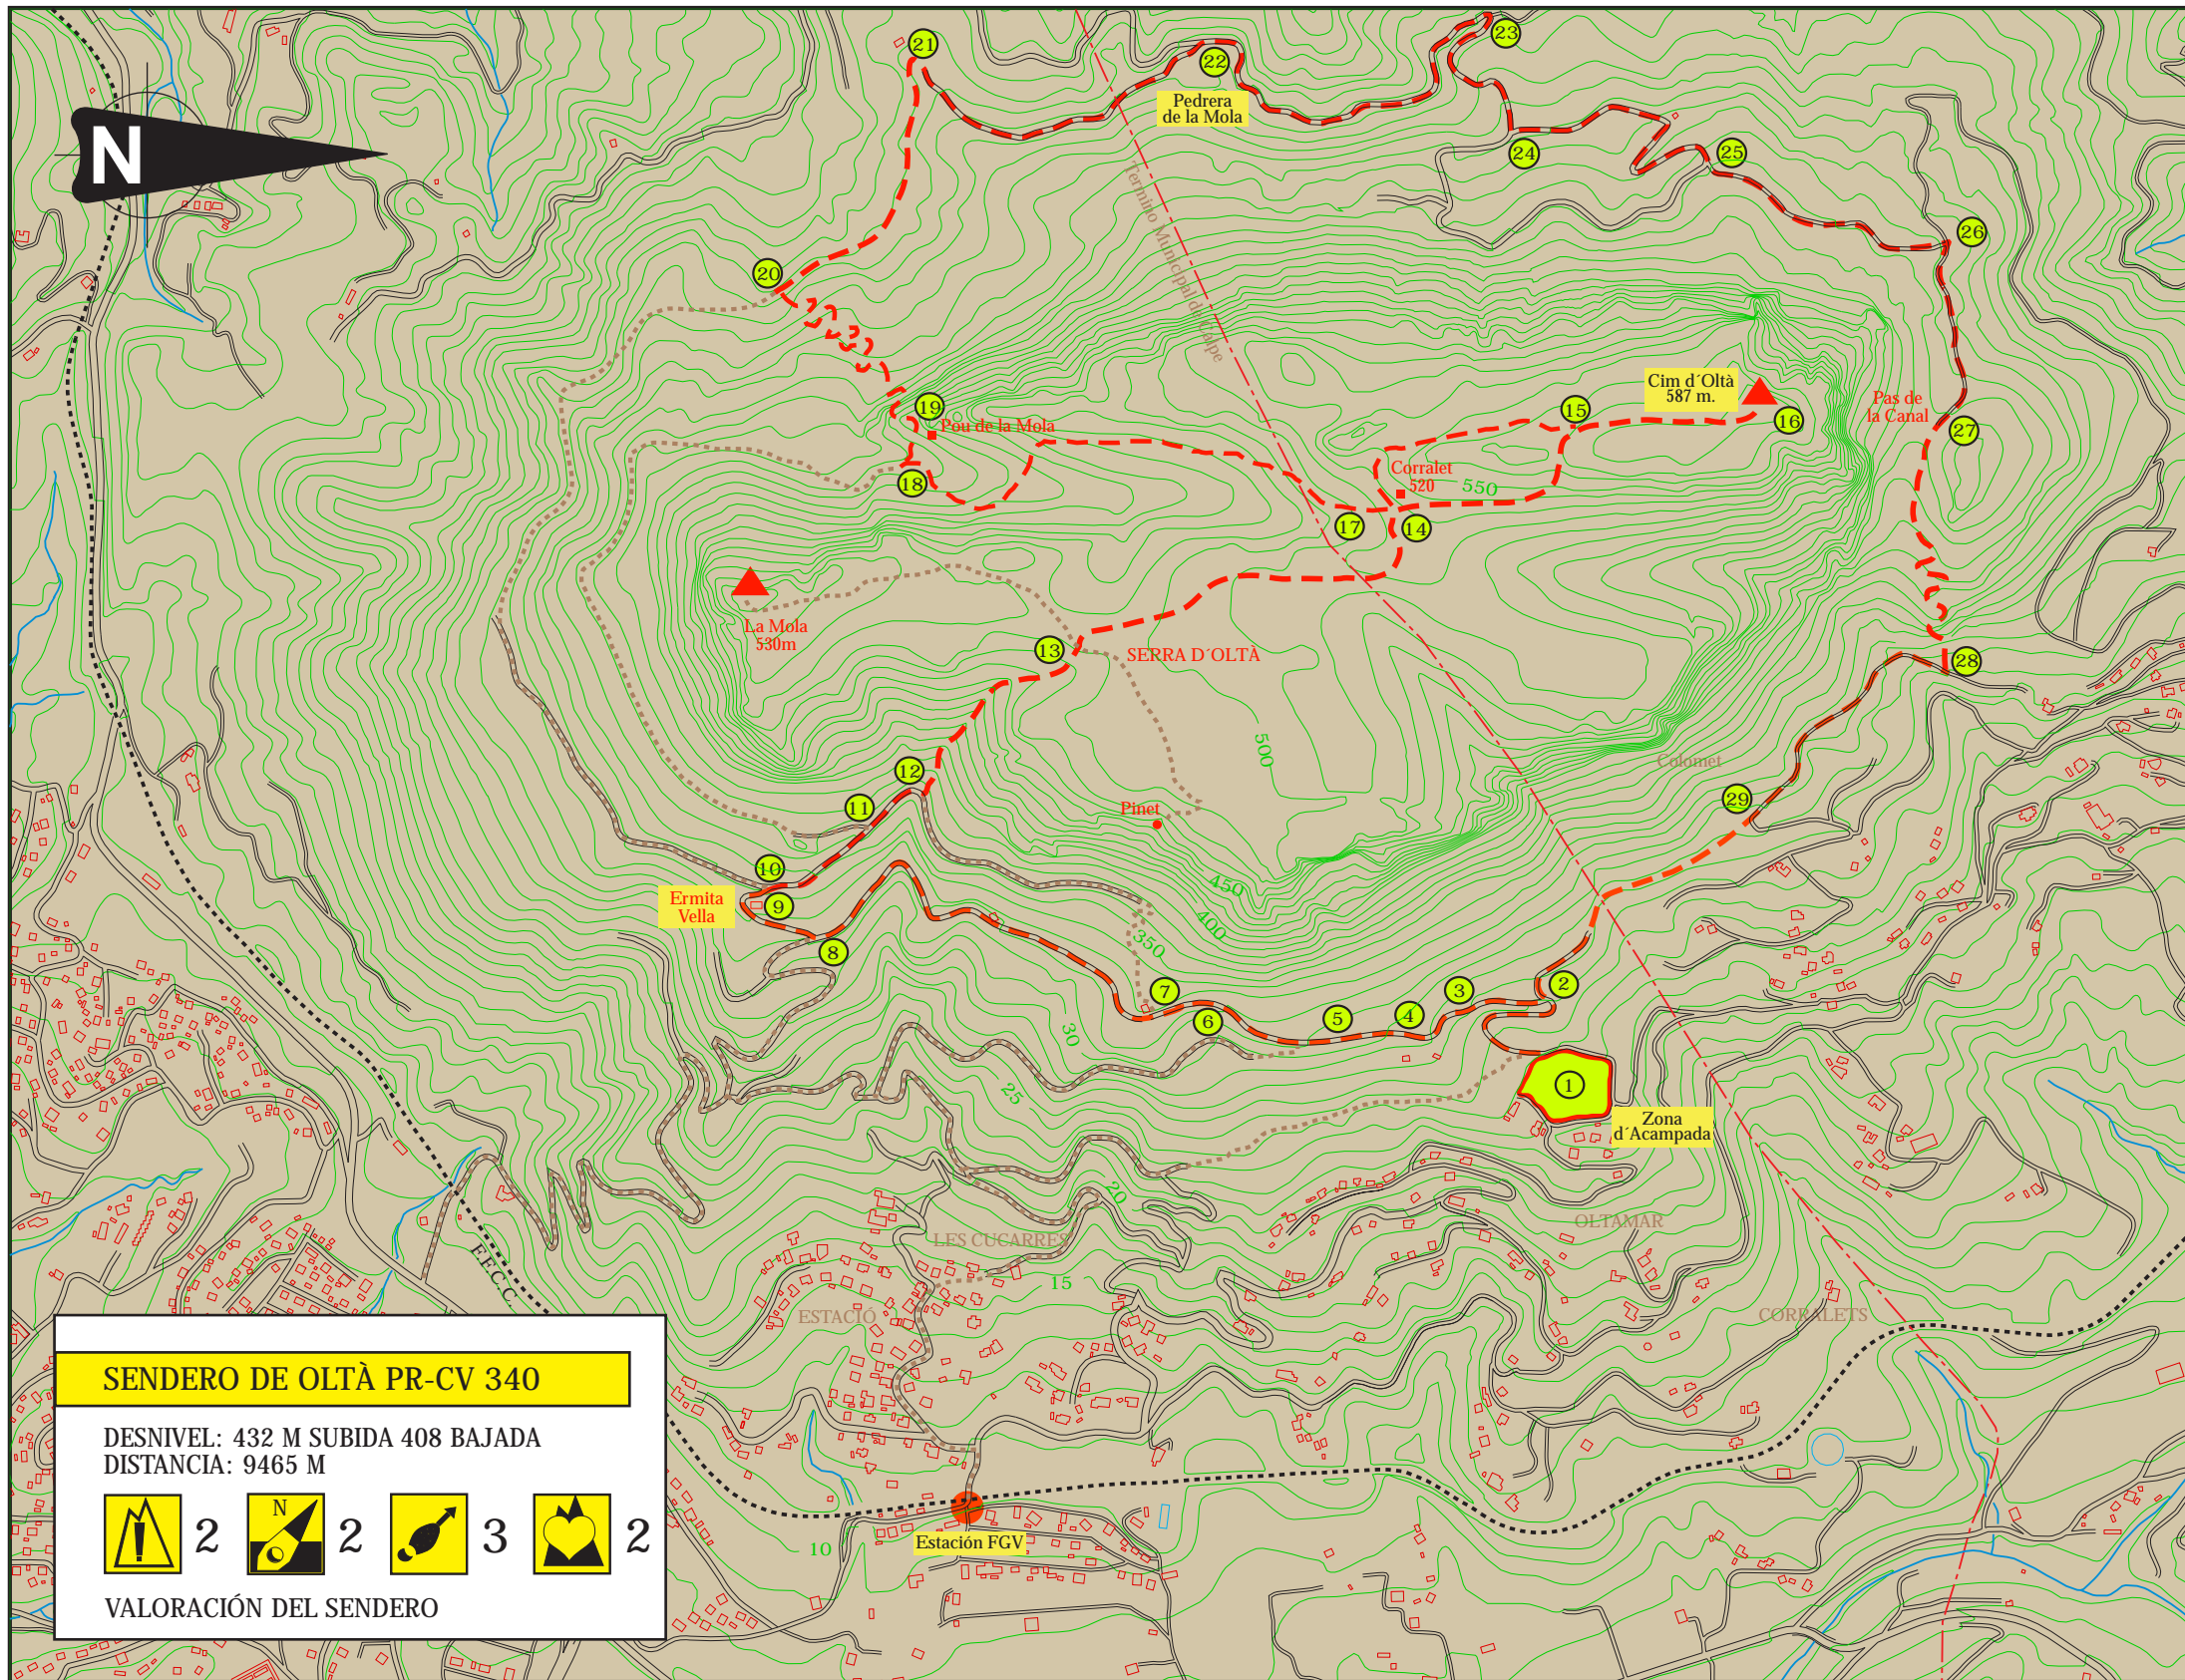 N
21
22
23
Pedrera
de la Mola
24
25
26
Termino Municipal de Calpe
20
19
Pou de la Mola
18
Cim d´Oltà
587 m.
15
16
Pas de
la Canal
27
Corralet
520
550
17
14
La Mola
530m
13
SERRA D´OLTÀ
28
500
12
11
Pinet
Colomet
29
10
Ermita
Vella
9
8
450
400
350
7
6
5
4
3
2
30
25
1
Zona
d´Acampada
20
LES CUCARRES
OLTAMAR
15
F.E.C.C.
ESTACIÓ
CORRALETS
SENDERO DE OLTÀ PR-CV 340
DESNIVEL: 432 M SUBIDA 408 BAJADA
DISTANCIA: 9465 M
2
N
2
3
2
VALORACIÓN DEL SENDERO
Estación FGV
10